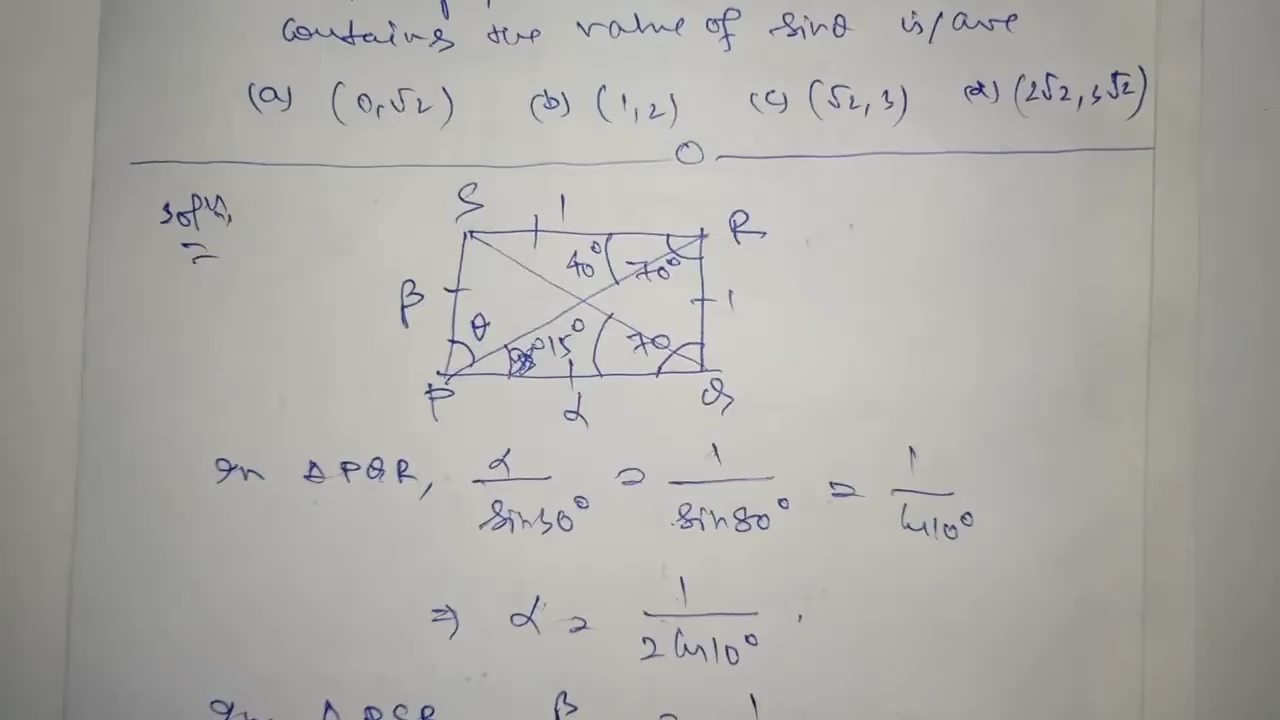 contains the value of sinθ is/are
(a) (0,√2) (b) (1,2) (c) (√2,3) (d) (2√2,3√2)
Soln,
S 1 R
40° 70°
β 1
θ 15° 70
P α Q
In ΔPQR, α/sin30° = 1/sin80° = 1/cos10°
⇒ α = 1/2cos10° .
β 1